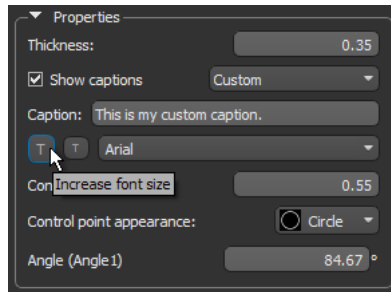 Properties
Thickness: 0.35
Show captions Custom
Caption: This is my custom caption.
T T Arial
Con Increase font size 0.55
Control point appearance: Circle
Angle (Angle1) 84.67 °